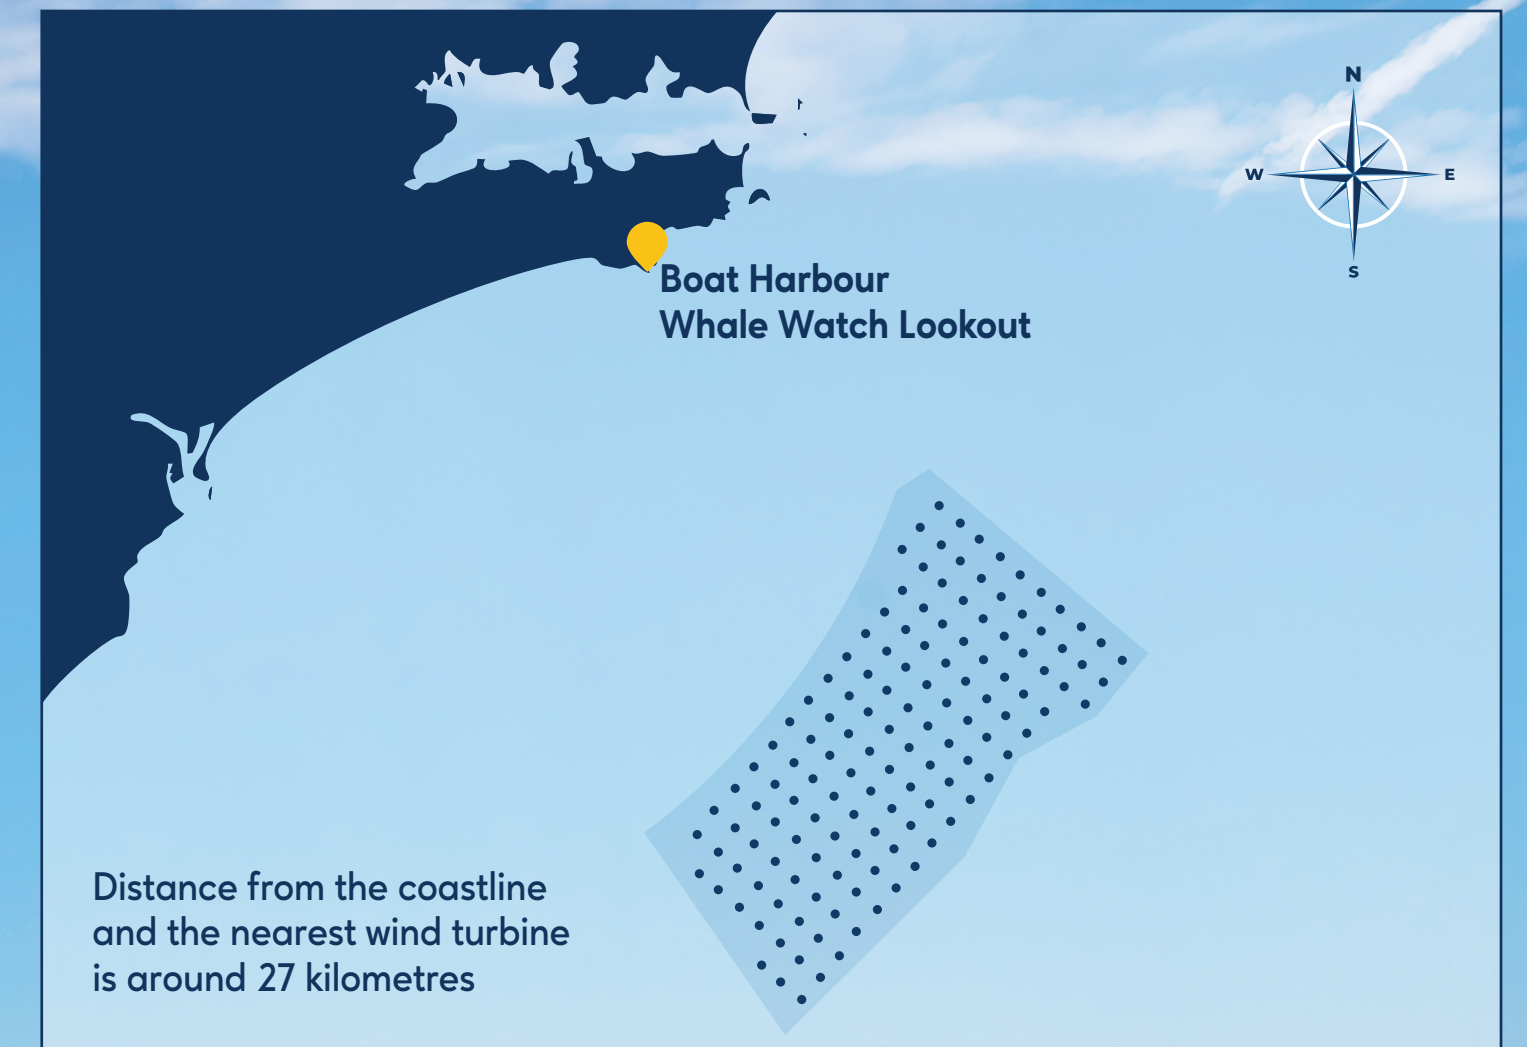 N
W
E
S
Boat Harbour
Whale Watch Lookout
Distance from the coastline
and the nearest wind turbine
is around 27 kilometres